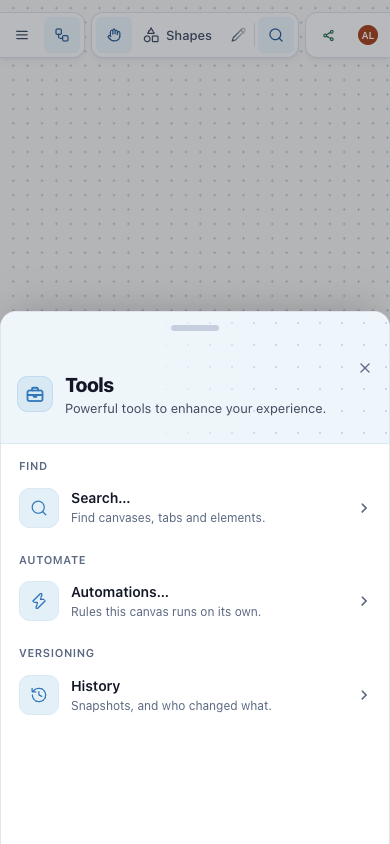 Shapes
AL
Tools
Powerful tools to enhance your experience.
FIND
Search...
Find canvases, tabs and elements.
AUTOMATE
Automations...
Rules this canvas runs on its own.
VERSIONING
History
Snapshots, and who changed what.